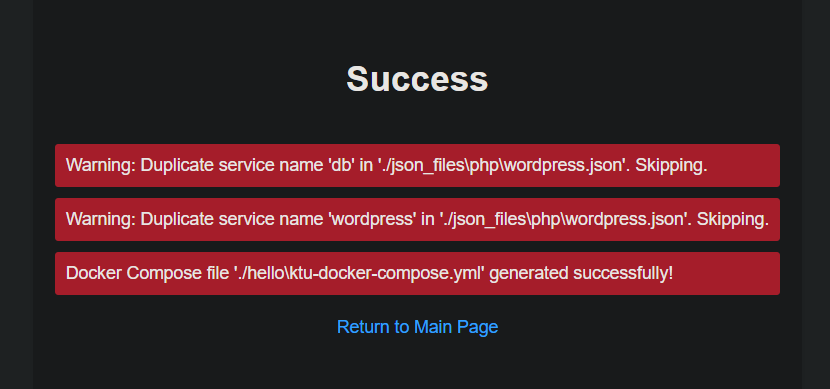 Success
Warning: Duplicate service name 'db' in './json_files\php\wordpress.json'. Skipping.
Warning: Duplicate service name 'wordpress' in './json_files\php\wordpress.json'. Skipping.
Docker Compose file './hello\ktu-docker-compose.yml' generated successfully!
Return to Main Page